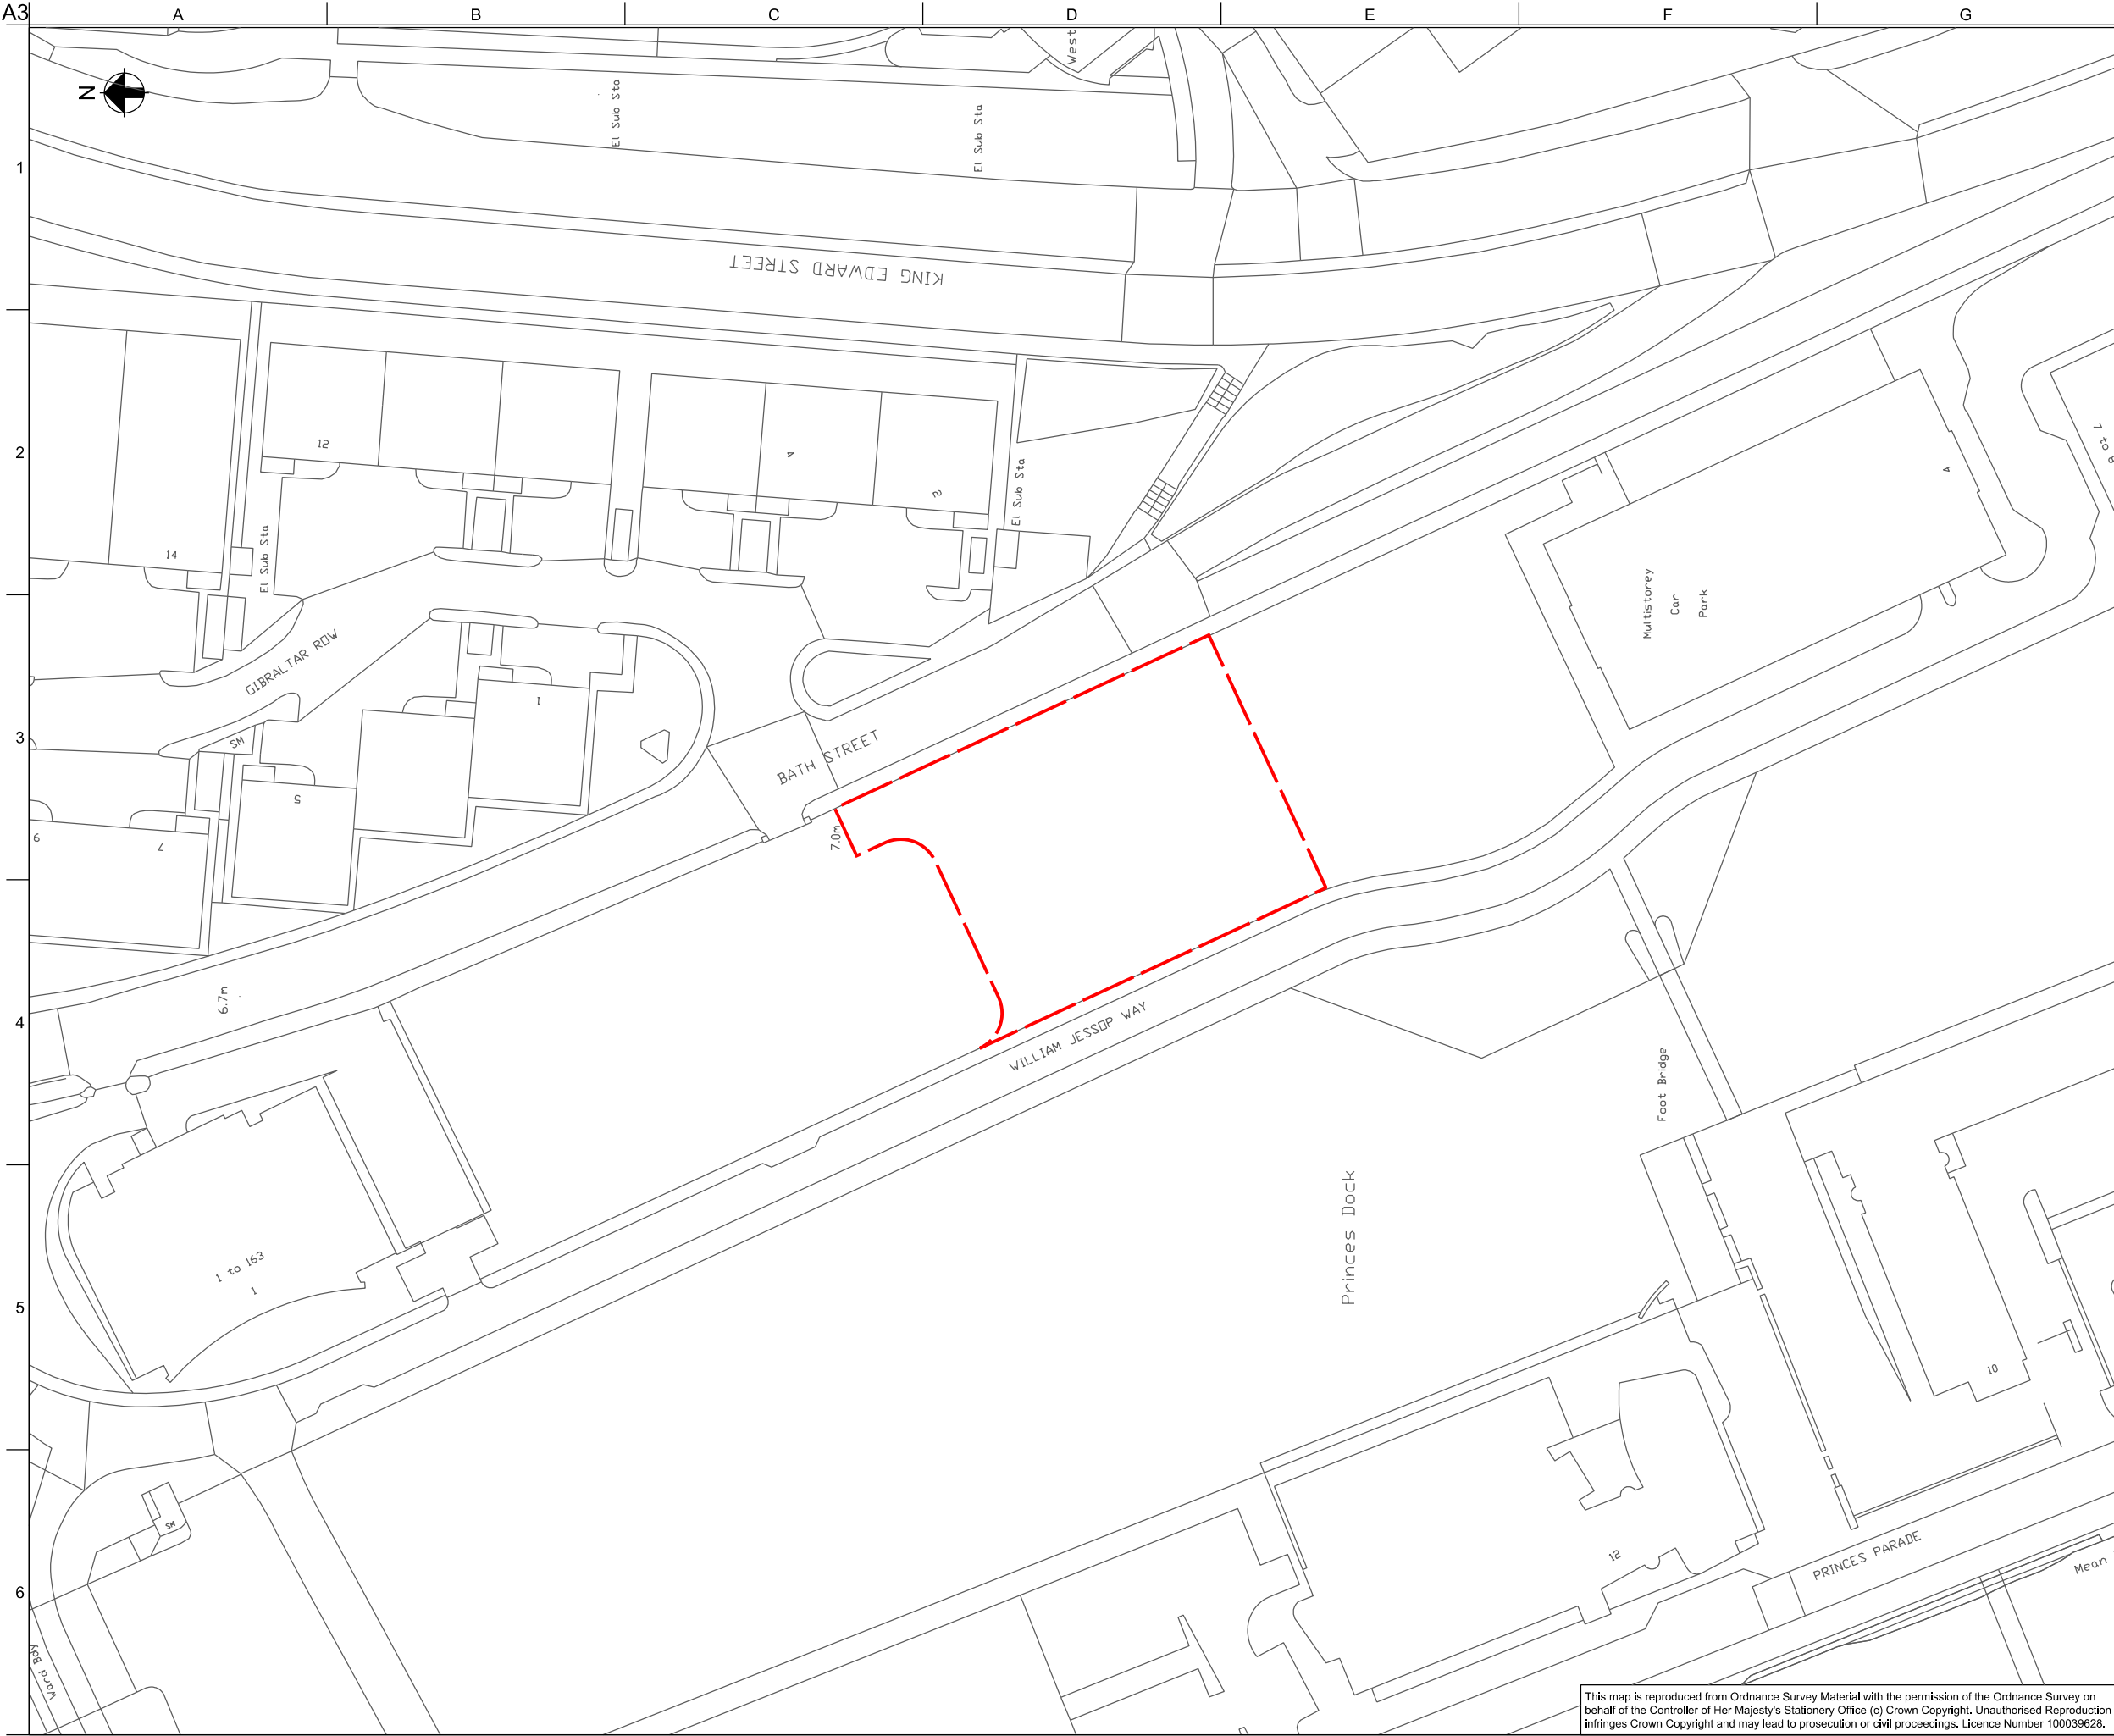 A3
A
B
C
D
E
F
G
1
2
3
4
5
6
N
El Sub Sta
El Sub Sta
West
KING EDWARD STREET
12
4
2
El Sub Sta
14
El Sub Sta
GIBRALTAR ROW
1
SM
5
7
9
BATH STREET
7.0m
6.7m
Multistorey
Car
Park
4
7 to 8
WILLIAM JESSOP WAY
Foot Bridge
Princes Dock
1 to 163
1
10
12
SM
PRINCES PARADE
Mean
Ward Bdy
This map is reproduced from Ordnance Survey Material with the permission of the Ordnance Survey on
behalf of the Controller of Her Majesty's Stationery Office (c) Crown Copyright. Unauthorised Reproduction
infringes Crown Copyright and may lead to prosecution or civil proceedings. Licence Number 100039628.